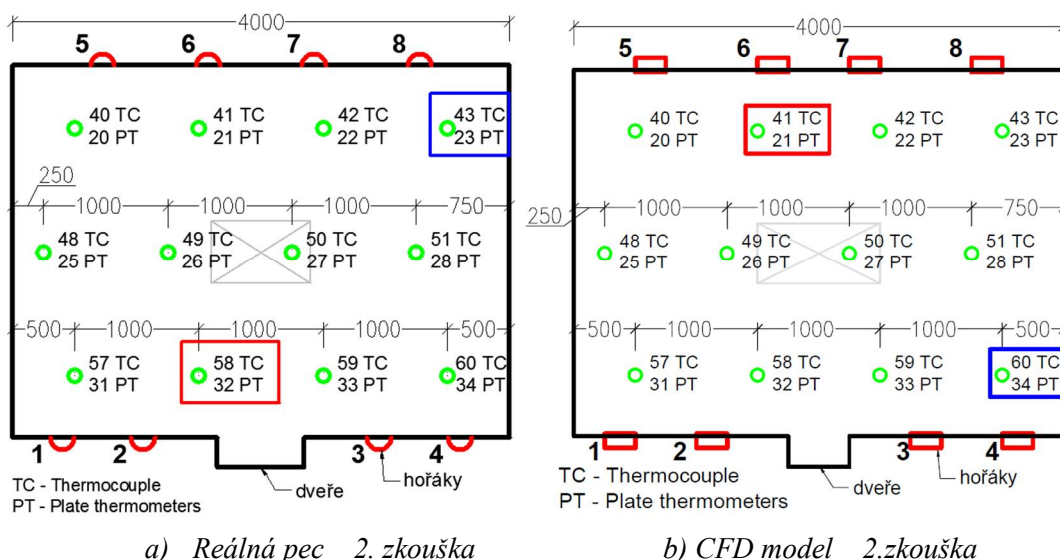 4000
5 6 7 8
40 TC 41 TC 42 TC 43 TC
20 PT 21 PT 22 PT 23 PT
250
1000 1000 1000 750
48 TC 49 TC 50 TC 51 TC
25 PT 26 PT 27 PT 28 PT
500 1000 1000 1000 500
57 TC 58 TC 59 TC 60 TC
31 PT 32 PT 33 PT 34 PT
1 2 3 4
dveře hořáky
TC - Thermocouple
PT - Plate thermometers
a) Reálná pec 2. zkouška
4000
5 6 7 8
40 TC 41 TC 42 TC 43 TC
20 PT 21 PT 22 PT 23 PT
250
1000 1000 1000 750
48 TC 49 TC 50 TC 51 TC
25 PT 26 PT 27 PT 28 PT
500 1000 1000 1000 500
57 TC 58 TC 59 TC 60 TC
31 PT 32 PT 33 PT 34 PT
1 2 3 4
dveře hořáky
TC - Thermocouple
PT - Plate thermometers
b) CFD model 2.zkouška